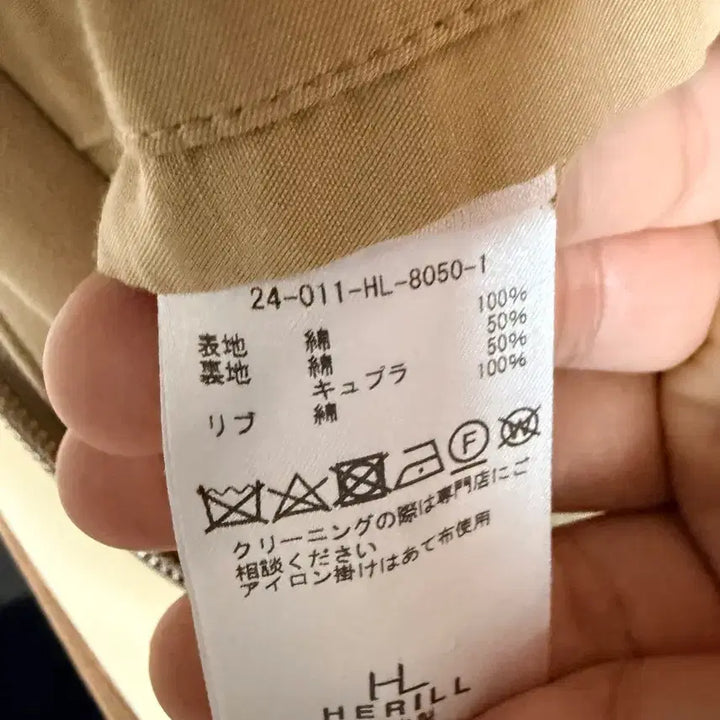 24-011-HL-8050-1
表地 綿 100%
裏地 綿 50%
キュプラ 50%
リブ 綿 100%
F W
クリーニングの際は専門店にご
相談ください
アイロン掛けはあて布使用
HL
HERILL